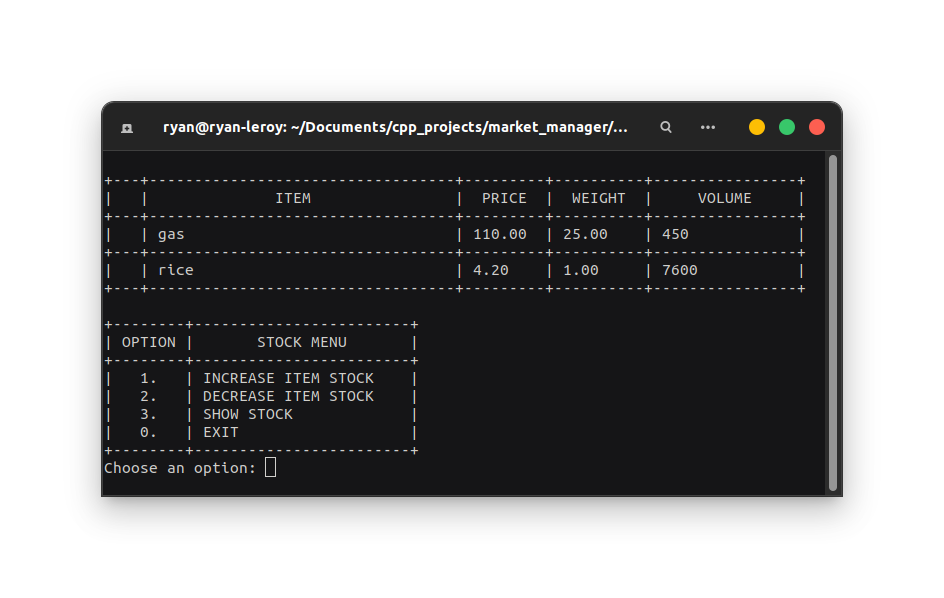 ryan@ryan-leroy: ~/Documents/cpp_projects/market_manager/...
+---+----------------------------------+---------+----------+----------------+
|   |              ITEM                |  PRICE  |  WEIGHT  |     VOLUME     |
+---+----------------------------------+---------+----------+----------------+
|   | gas                              | 110.00  | 25.00    | 450            |
+---+----------------------------------+---------+----------+----------------+
|   | rice                             | 4.20    | 1.00     | 7600           |
+---+----------------------------------+---------+----------+----------------+
+--------+------------------------+
| OPTION |       STOCK MENU       |
+--------+------------------------+
|   1.   | INCREASE ITEM STOCK    |
|   2.   | DECREASE ITEM STOCK    |
|   3.   | SHOW STOCK             |
|   0.   | EXIT                   |
+--------+------------------------+
Choose an option: